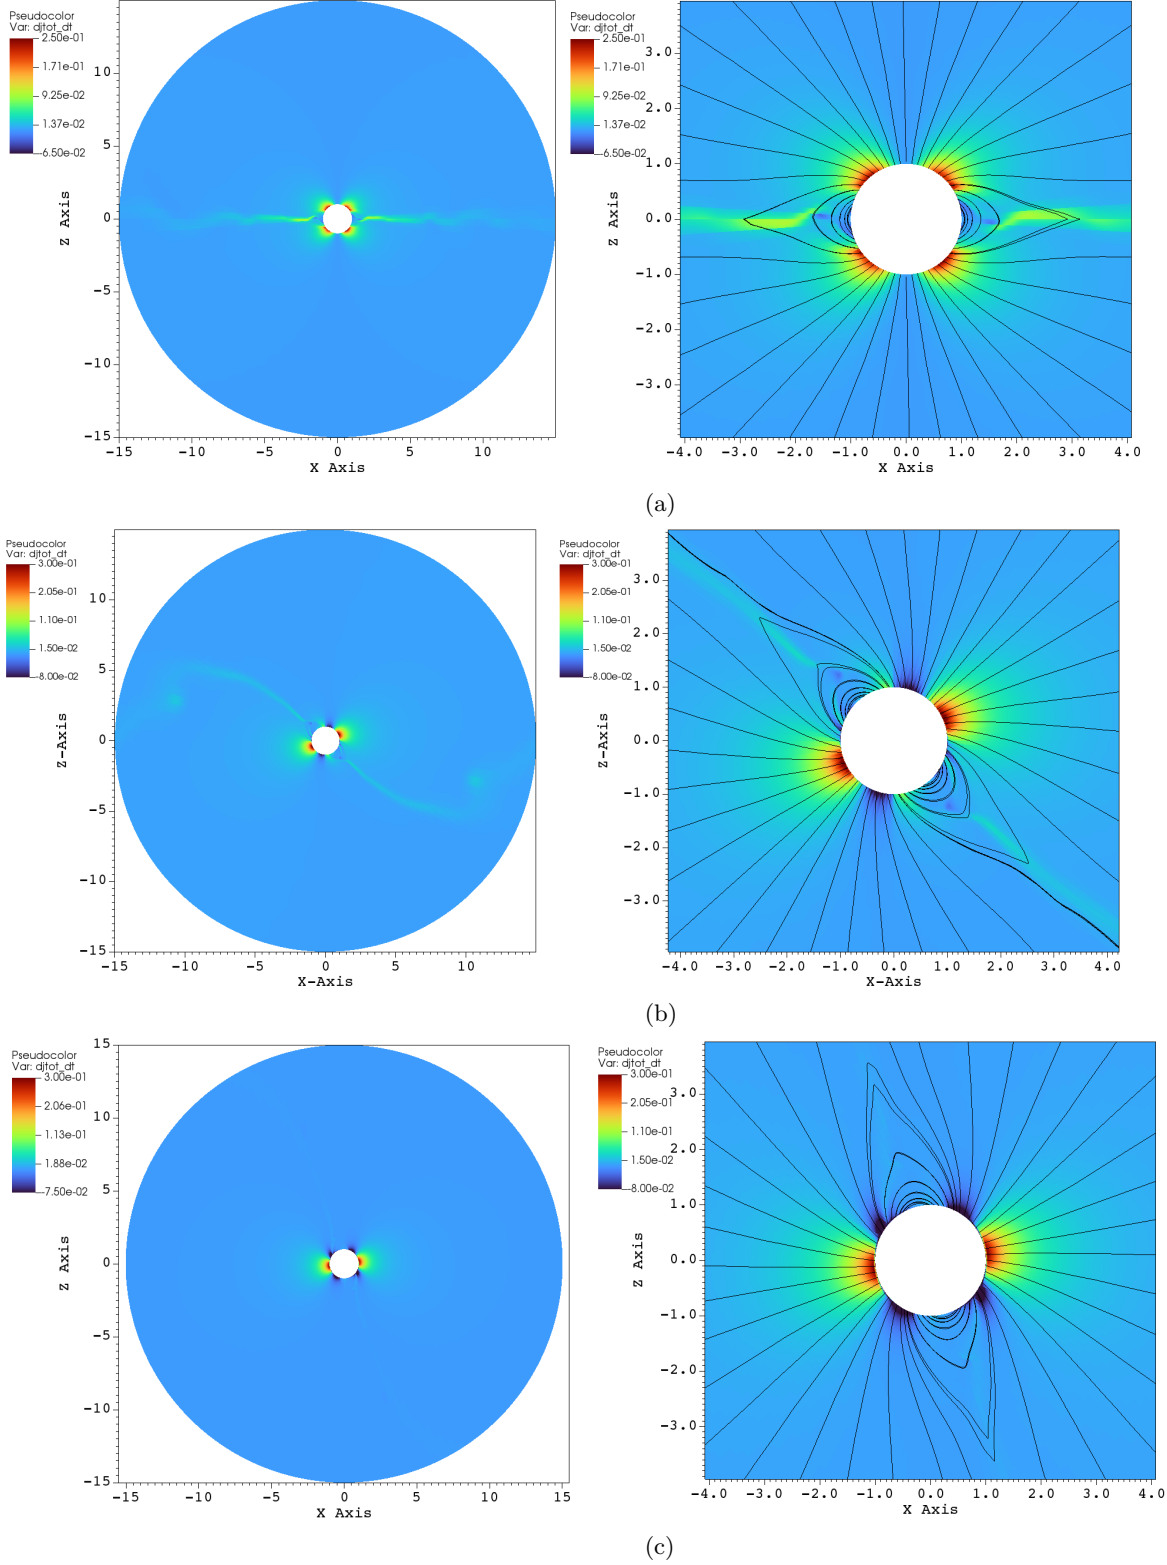 Pseudocolor
Var: djtot_dt
2.50e-01
1.71e-01
9.25e-02
1.37e-02
-6.50e-02
10
5
0
-5
-10
-15
Z Axis
-15 -10 -5 0 5 10
X Axis
Pseudocolor
Var: djtot_dt
2.50e-01
1.71e-01
9.25e-02
1.37e-02
-6.50e-02
3.0
2.0
1.0
0.0
-1.0
-2.0
-3.0
Z Axis
-4.0 -3.0 -2.0 -1.0 0.0 1.0 2.0 3.0 4.0
X Axis
(a)
Pseudocolor
Var: djtot_dt
3.00e-01
2.05e-01
1.10e-01
1.50e-02
-8.00e-02
10
5
0
-5
-10
-15
Z-Axis
-15 -10 -5 0 5 10
X-Axis
Pseudocolor
Var: djtot_dt
3.00e-01
2.05e-01
1.10e-01
1.50e-02
-8.00e-02
3.0
2.0
1.0
0.0
-1.0
-2.0
-3.0
Z-Axis
-4.0 -3.0 -2.0 -1.0 0.0 1.0 2.0 3.0 4.0
X-Axis
(b)
Pseudocolor
Var: djtot_dt
3.00e-01
2.06e-01
1.13e-01
1.88e-02
-7.50e-02
15
10
5
0
-5
-10
-15
Z Axis
-15 -10 -5 0 5 10 15
X Axis
Pseudocolor
Var: djtot_dt
3.00e-01
2.05e-01
1.10e-01
1.50e-02
-8.00e-02
3.0
2.0
1.0
0.0
-1.0
-2.0
-3.0
Z Axis
-4.0 -3.0 -2.0 -1.0 0.0 1.0 2.0 3.0 4.0
X Axis
(c)